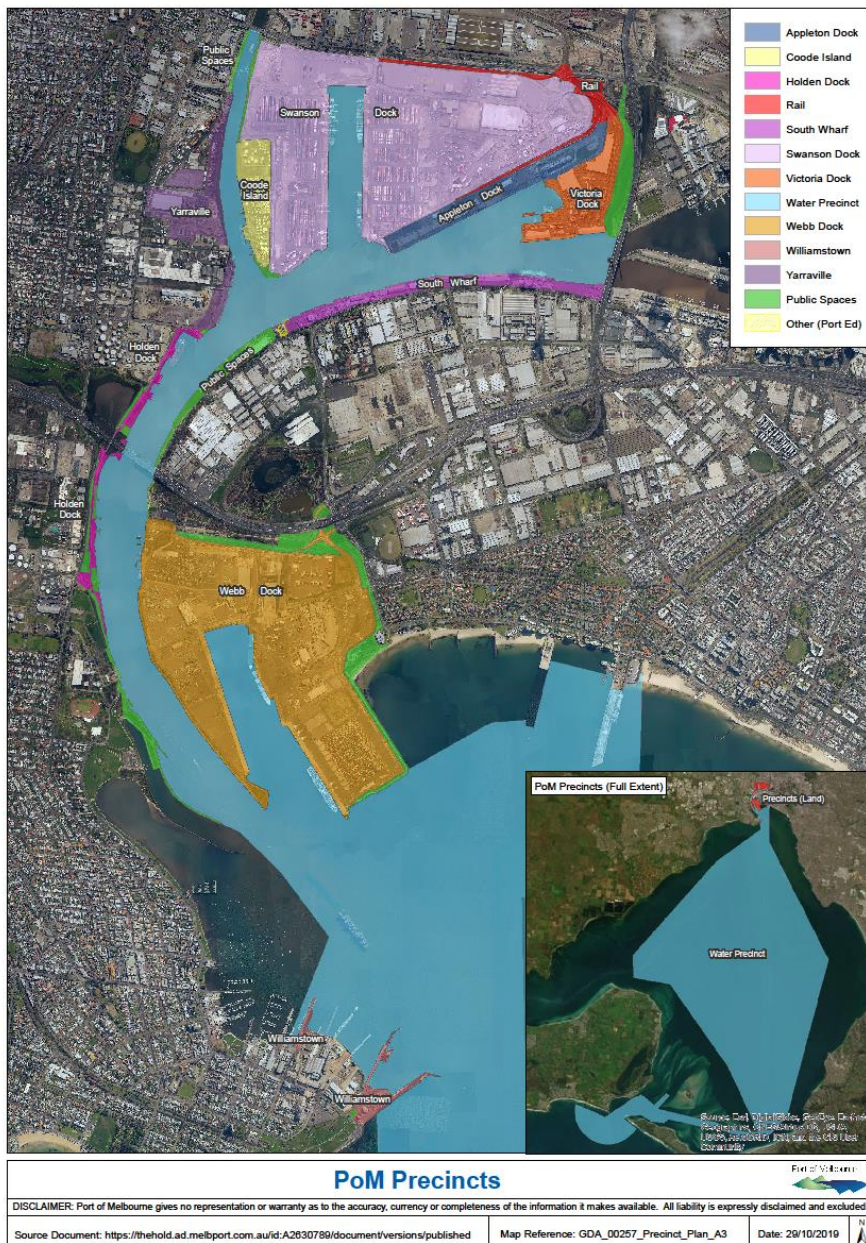 Public
Spaces
Swanson
Dock
Rail
Coode
Island
Yarraville
Appleton Dock
Victoria
Dock
South Wharf
Holden
Dock
Public Spaces
Holden
Dock
Webb Dock
Williamstown
Williamstown
Appleton Dock
Coode Island
Holden Dock
Rail
South Wharf
Swanson Dock
Victoria Dock
Water Precinct
Webb Dock
Williamstown
Yarraville
Public Spaces
Other (Port Ed)
PoM Precincts (Full Extent)
Precincts (Land)
Water Precinct
Community
PoM Precincts
Port of Melbourne
DISCLAIMER: Port of Melbourne gives no representation or warranty as to the accuracy, currency or completeness of the information it makes available. All liability is expressly disclaimed and excluded
Source Document: https://thehold.ad.melbport.com.au/id:A2630789/document/versions/published
Map Reference: GDA_00257_Precinct_Plan_A3
Date: 29/10/2019
N